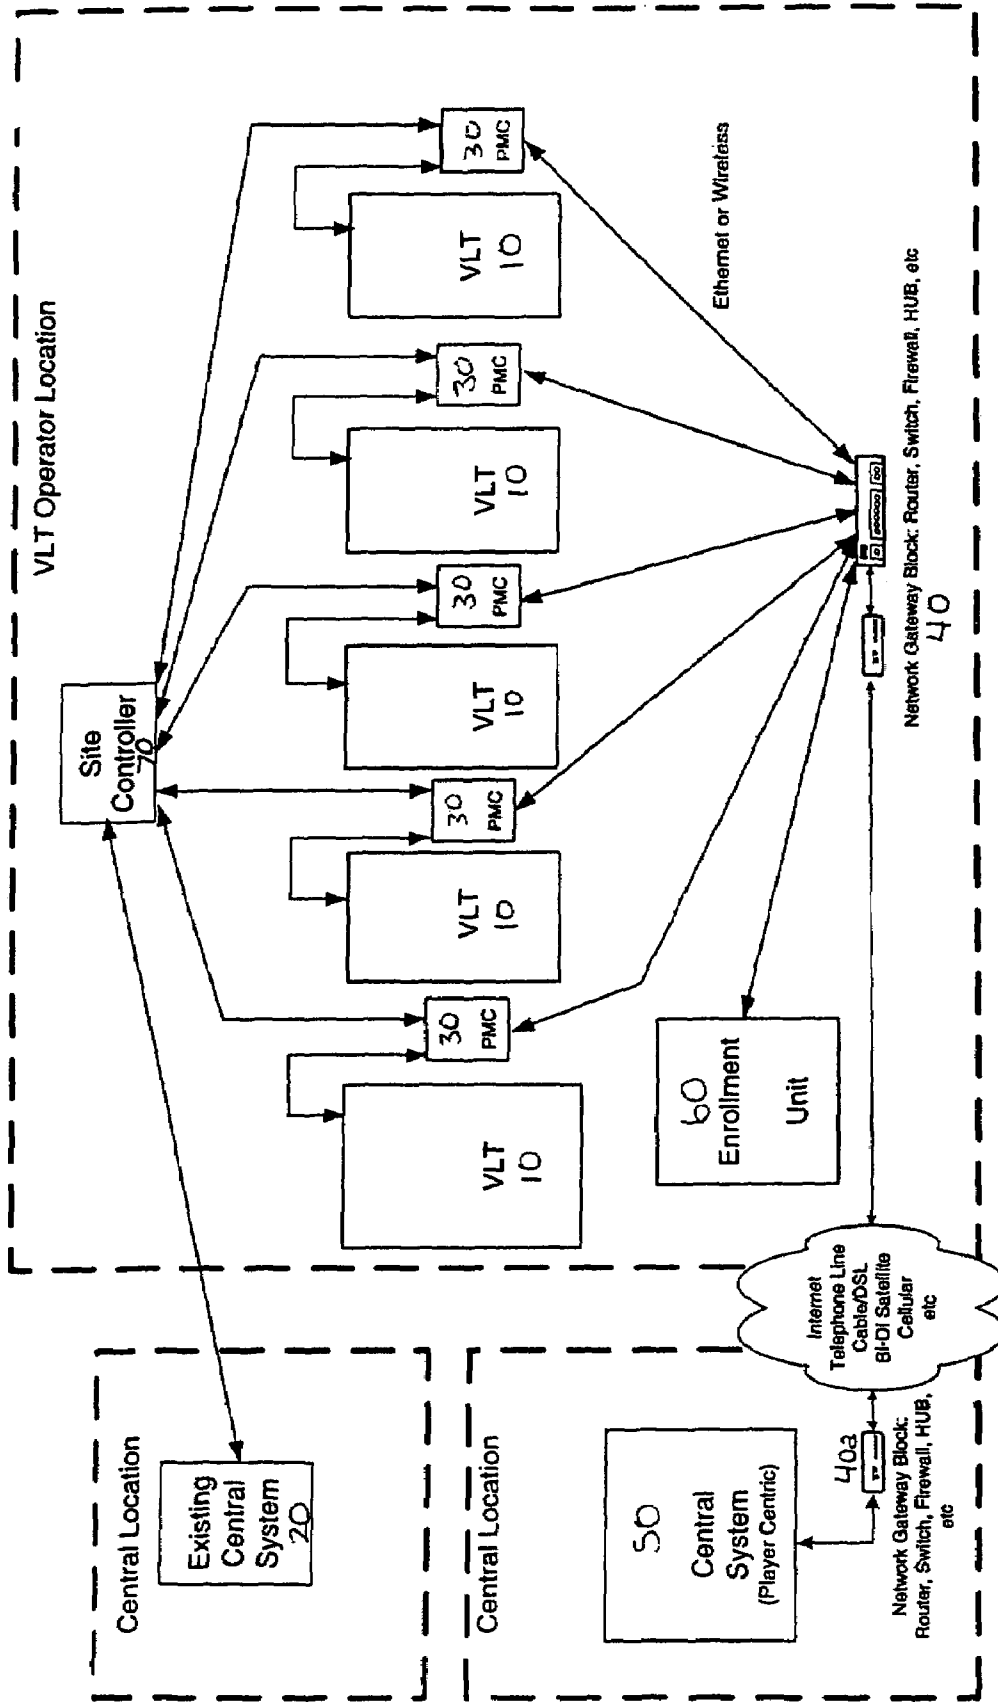 VLT Operator Location
Central Location
Existing
Central
System
20
Site
Controller
70
VLT
10
30
PMC
VLT
10
30
PMC
VLT
10
30
PMC
VLT
10
30
PMC
VLT
10
30
PMC
Central Location
50
Central
System
(Player Centric)
60
Enrollment
Unit
Ethernet or Wireless
40a
Network Gateway Block:
Router, Switch, Firewall, HUB,
etc
Internet
Telephone Line
Cable/DSL
Bi-Di Satellite
Cellular
etc
Network Gateway Block: Router, Switch, Firewall, HUB, etc
40